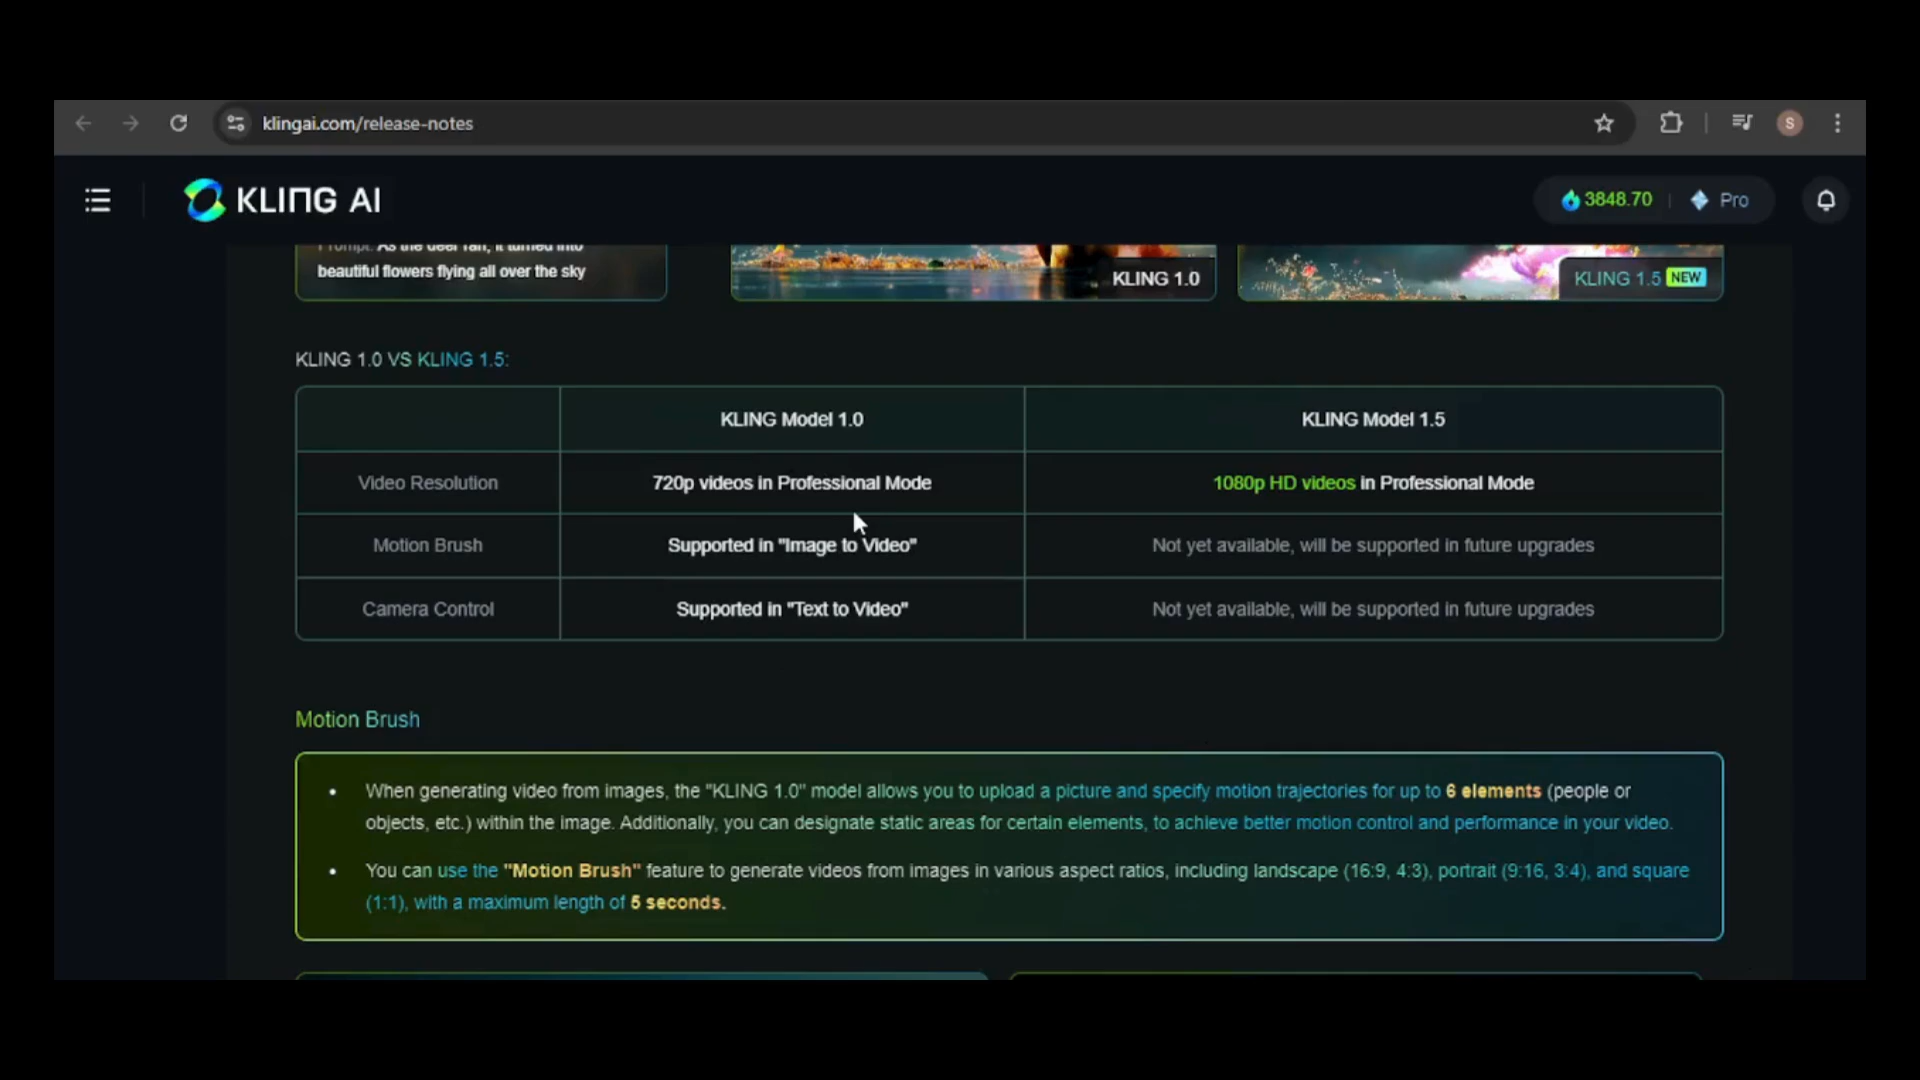 klingai.com/release-notes
S
KLING AI
3848.70
Pro
Prompt: As the deer ran, it turned into
beautiful flowers flying all over the sky
KLING 1.0
KLING 1.5 NEW
KLING 1.0 VS KLING 1.5:
KLING Model 1.0
KLING Model 1.5
Video Resolution
720p videos in Professional Mode
1080p HD videos in Professional Mode
Motion Brush
Supported in "Image to Video"
Not yet available, will be supported in future upgrades
Camera Control
Supported in "Text to Video"
Not yet available, will be supported in future upgrades
Motion Brush
• When generating video from images, the "KLING 1.0" model allows you to upload a picture and specify motion trajectories for up to 6 elements (people or
objects, etc.) within the image. Additionally, you can designate static areas for certain elements, to achieve better motion control and performance in your video.
• You can use the "Motion Brush" feature to generate videos from images in various aspect ratios, including landscape (16:9, 4:3), portrait (9:16, 3:4), and square
(1:1), with a maximum length of 5 seconds.